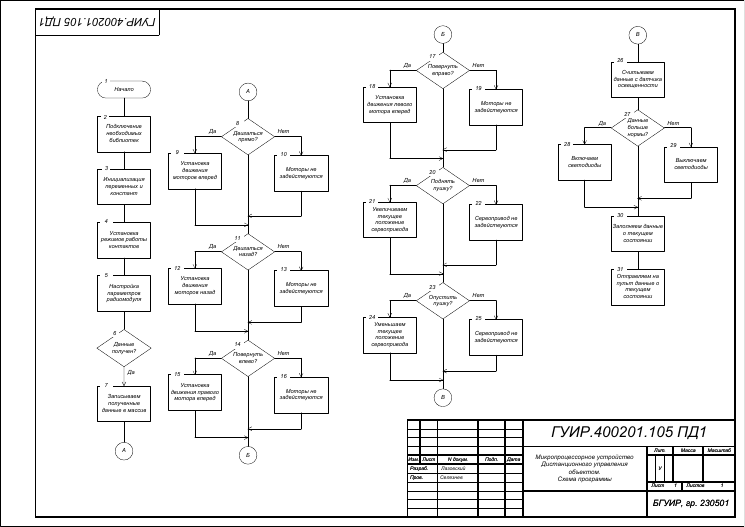 ГУИР.400201.105 ПД1
1
Начало
2
Подключение
необходимых
библиотек
3
Инициализация
переменных и
констант
4
Установка
режимов работы
контактов
5
Настройка
параметров
радиомодуля
6
Данные
получен?
Да
7
Записываем
полученные
данные в массив
А
А
8
Двигаться
прямо?
Да
Нет
9
Установка
движения
моторов вперед
10
Моторы не
задействуются
11
Двигаться
назад?
Да
Нет
12
Установка
движения
моторов назад
13
Моторы не
задействуются
14
Повернуть
влево?
Да
Нет
15
Установка
движения правого
мотора вперед
16
Моторы не
задействуются
Б
Б
17
Повернуть
вправо?
Да
Нет
18
Установка
движения левого
мотора вперед
19
Моторы не
задействуются
20
Поднять
пушку?
Да
Нет
21
Увеличиваем
текущее
положение
сервопривода
22
Сервопривод не
задействуются
23
Опустить
пушку?
Да
Нет
24
Уменьшаем
текущее
положение
сервопривода
25
Сервопривод не
задействуются
В
В
26
Считываем
данные с датчика
освещенности
27
Данные
больше
нормы?
Да
Нет
28
Включаем
светодиоды
29
Выключаем
светодиоды
30
Заполняем данные
о текущем
состоянии
31
Отправляем на
пульт данные о
текущем
состоянии
ГУИР.400201.105 ПД1
Изм. Лист N докум. Подп. Дата
Разраб. Лазовский
Пров. Селезнев
Микропроцессорное устройство
Дистанционного управления
объектом.
Схема программы
Лит Масса Масштаб
у
Лист 1 Листов 1
БГУИР, гр. 230501